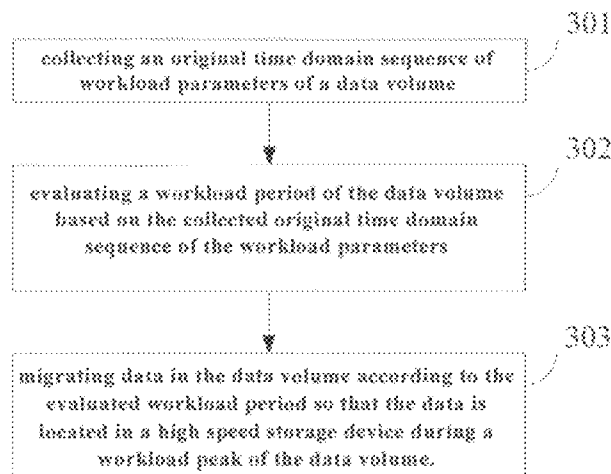 301
collecting an original time domain sequence of
workload parameters of a data volume
302
evaluating a workload period of the data volume
based on the collected original time domain
sequence of the workload parameters
303
migrating data in the data volume according to the
evaluated workload period so that the data is
located in a high speed storage device during a
workload peak of the data volume.